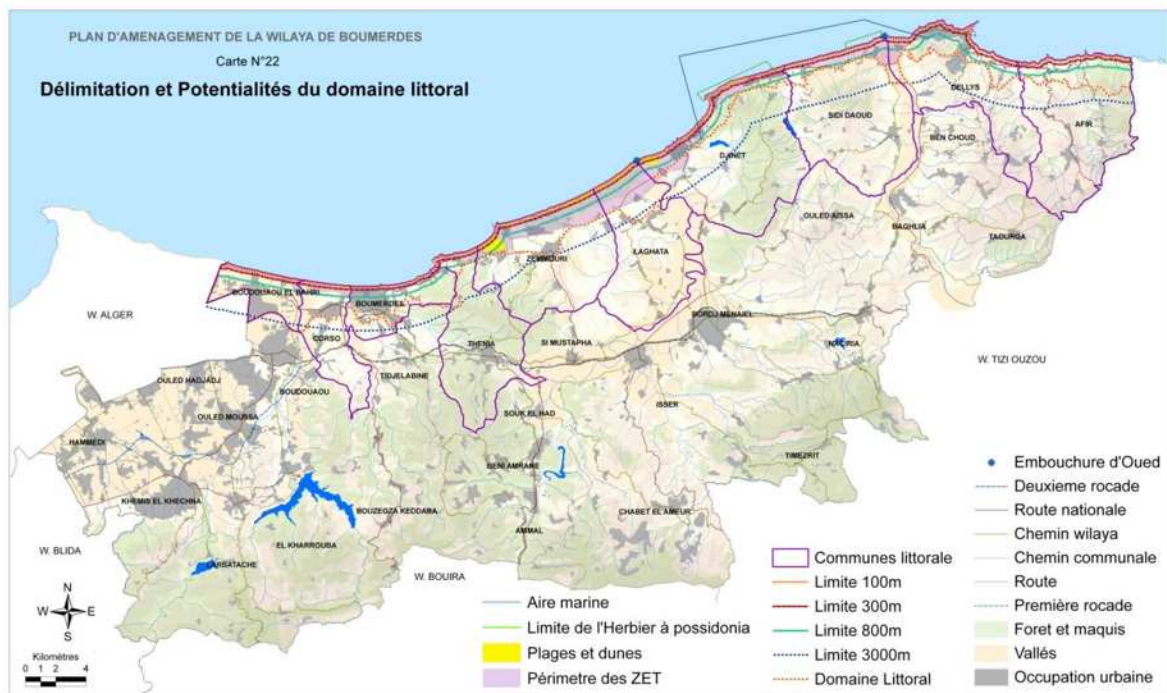 PLAN D'AMENAGEMENT DE LA WILAYA DE BOUMERDES
Carte N°22
Délimitation et Potentialités du domaine littoral
DELLYS
SIDI DAOUD
AFIR
BEN CHOUD
DJINET
OULED AISSA
BAGHLIA
TAOURGA
LAGHATA
ZEMMOURI
BOUDOUAOU EL BAHRI
BOUMERDES
W. ALGER
CORSO
THENIA
SI MUSTAPHA
BORDJ MENAIEL
NACIRIA
W. TIZI OUZOU
OULED HADJADJ
BOUDOUAOU
TIDJELABINE
OULED MOUSSA
SOUK EL HAD
ISSER
HAMMEDI
BENI AMRANE
TIMEZRIT
KHEMIS EL KHECHNA
BOUZEGZA KEDDARA
AMMAL
CHABET EL AMEUR
EL KHARROUBA
W. BLIDA
LARBATACHE
W. BOUIRA
N
W E
S
Kilomètres
0 1 2 4
Aire marine
Limite de l'Herbier à possidonia
Plages et dunes
Périmetre des ZET
Communes littorale
Limite 100m
Limite 300m
Limite 800m
Limite 3000m
Domaine Littoral
Embouchure d'Oued
Deuxieme rocade
Route nationale
Chemin wilaya
Chemin communale
Route
Première rocade
Foret et maquis
Vallés
Occupation urbaine